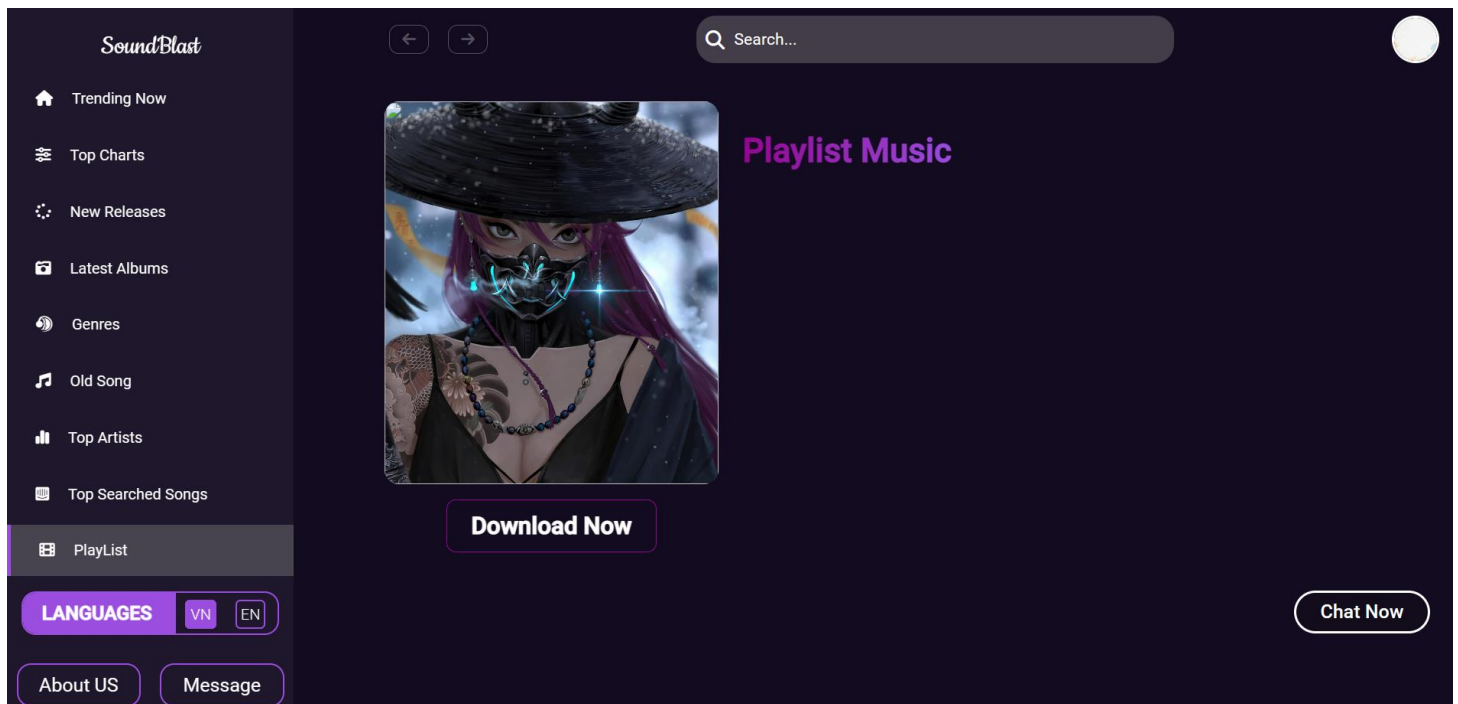 SoundBlast
Search...
Trending Now
Top Charts
New Releases
Latest Albums
Genres
Old Song
Top Artists
Top Searched Songs
PlayList
LANGUAGES VN EN
About US Message
Playlist Music
Download Now
Chat Now